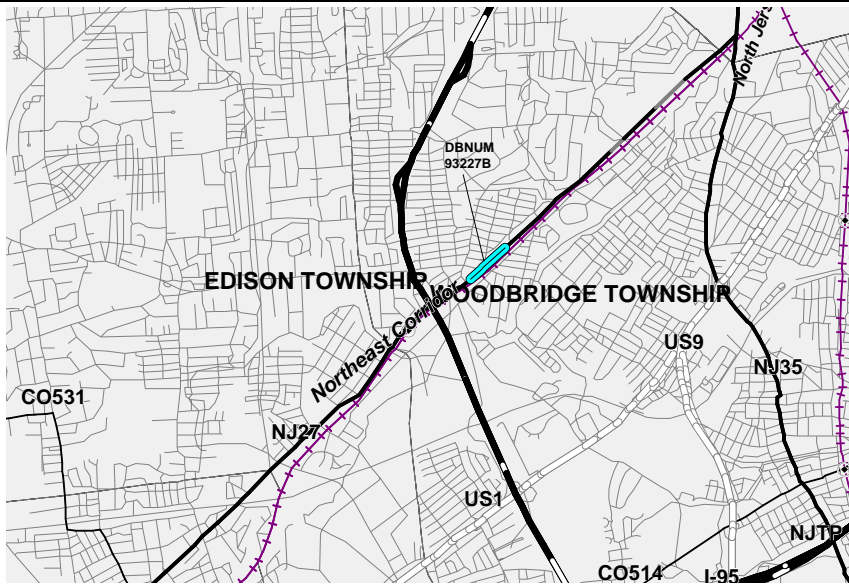 North Jers
DBNUM
93227B
EDISON TOWNSHIP
WOODBRIDGE TOWNSHIP
Northeast Corridor
US9
NJ35
CO531
NJ27
US1
NJTP
CO514
I-95